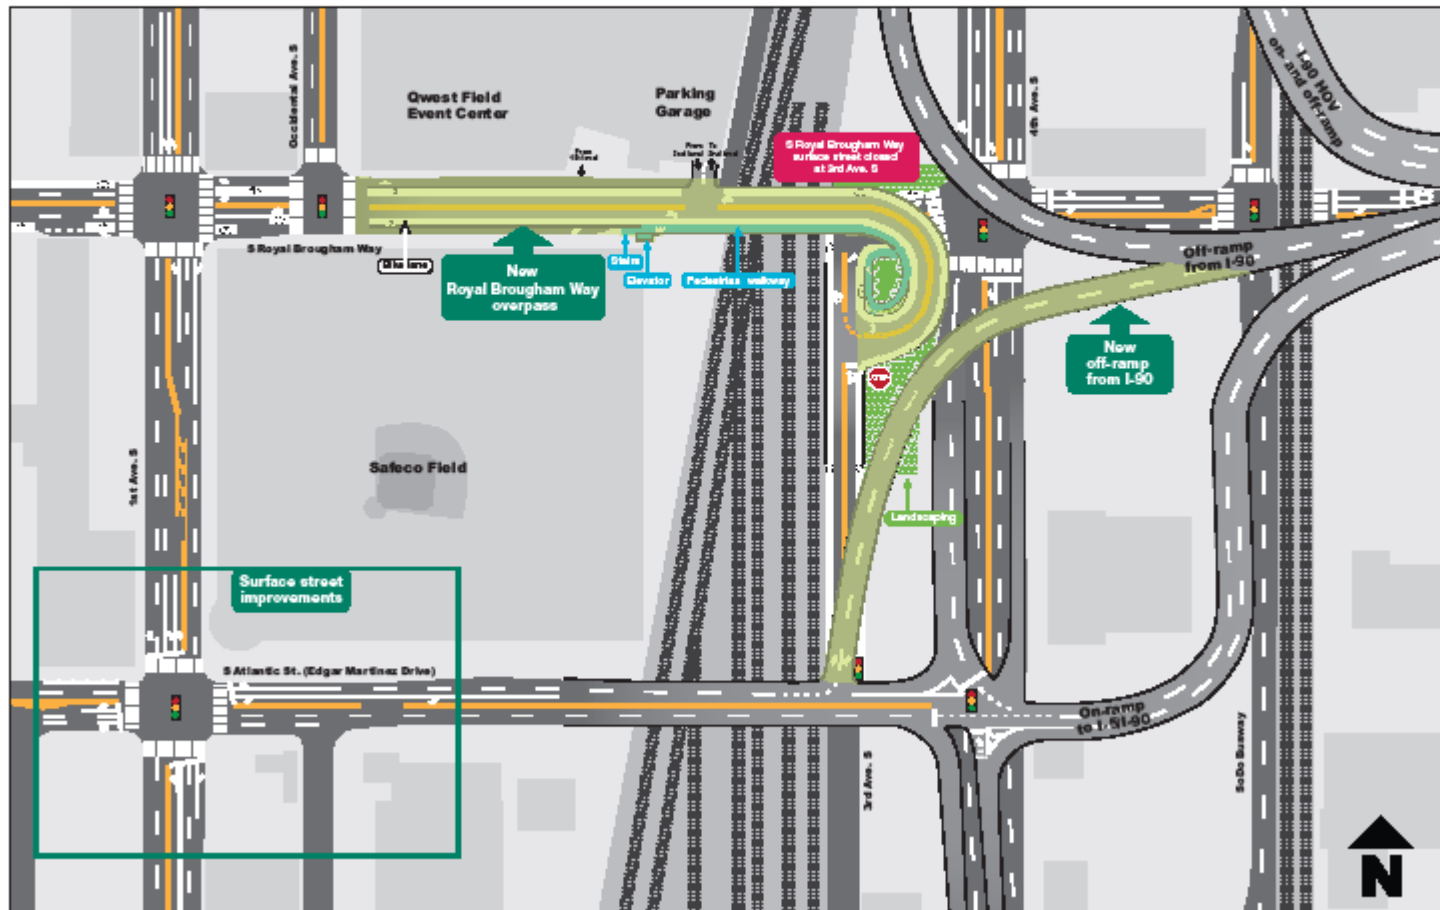 Occidental Ave. S
4th Ave. S
I-90 HOV
on- and off-ramp
Qwest Field
Event Center
Parking
Garage
From
To
S Royal Brougham Way
surface street closed
at 3rd Ave. S
S Royal Brougham Way
Bike lane
New
Royal Brougham Way
overpass
Stairs
Elevator
Pedestrian walkway
Off-ramp
from I-90
New
off-ramp
from I-90
STOP
1st Ave. S
Safeco Field
Landscaping
Surface street
improvements
S Atlantic St. (Edgar Martinez Drive)
On-ramp
to I-5/I-90
3rd Ave. S
SoDo Busway
N